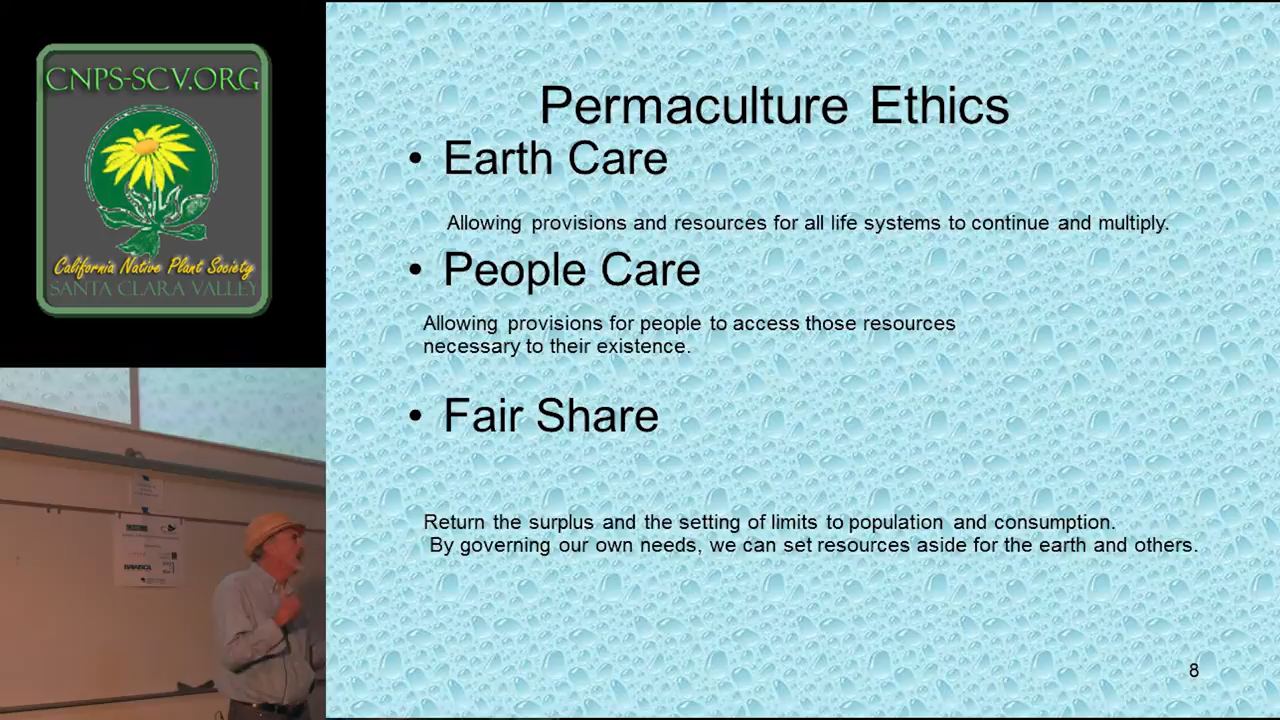 CNPS-SCV.ORG
California Native Plant Society
SANTA CLARA VALLEY
Permaculture Ethics
• Earth Care
Allowing provisions and resources for all life systems to continue and multiply.
• People Care
Allowing provisions for people to access those resources
necessary to their existence.
• Fair Share
Return the surplus and the setting of limits to population and consumption.
By governing our own needs, we can set resources aside for the earth and others.
8